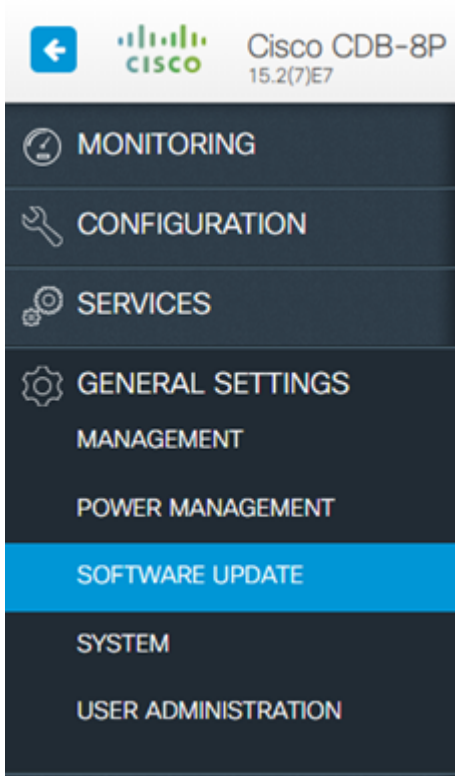 CISCO
Cisco CDB-8P
15.2(7)E7
MONITORING
CONFIGURATION
SERVICES
GENERAL SETTINGS
MANAGEMENT
POWER MANAGEMENT
SOFTWARE UPDATE
SYSTEM
USER ADMINISTRATION